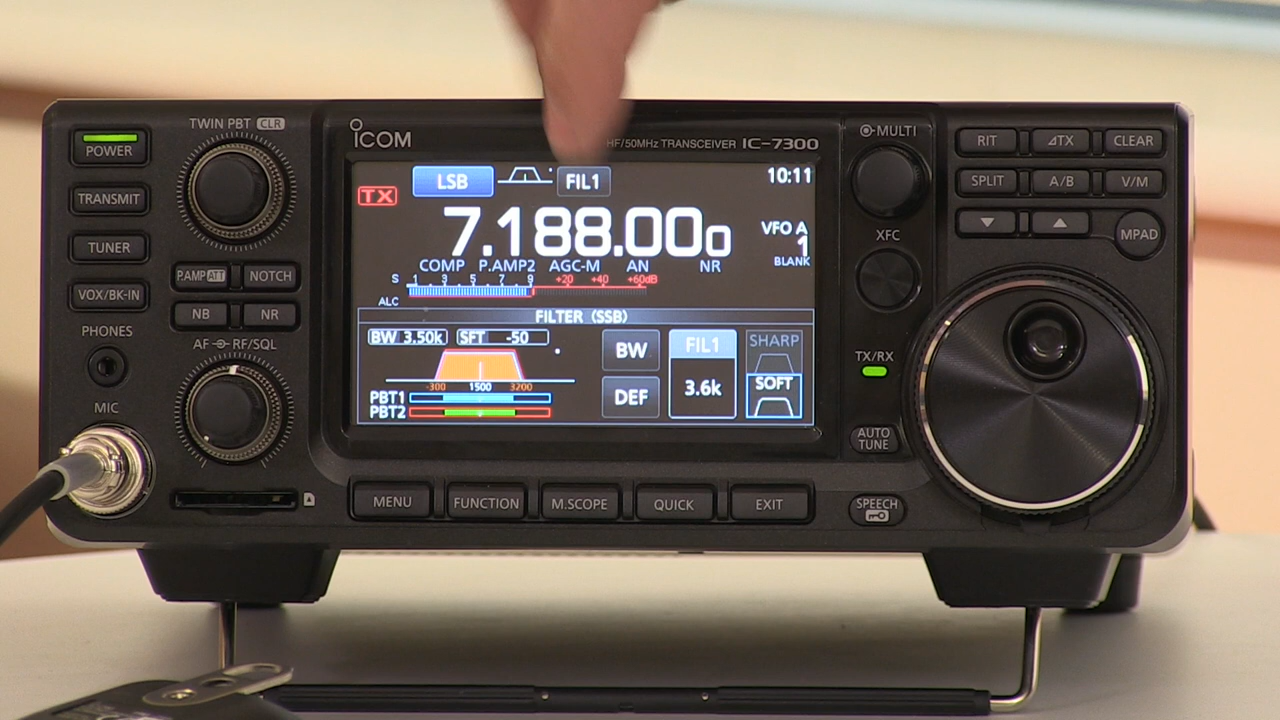 TWIN PBT CLR
POWER
TRANSMIT
TUNER
VOX/BK-IN
P.AMP ATT
NOTCH
NB
NR
PHONES
AF RF/SQL
MIC
ICOM
HF/50MHz TRANSCEIVER IC-7300
LSB
FIL1
10:11
TX
7.188.000
VFO A
1
BLANK
COMP P.AMP2 AGC-M AN NR
S 1 3 5 7 9 +20 +40 +60dB
ALC
FILTER (SSB)
BW 3.50k SFT -50
-300 1500 3200
PBT1
PBT2
BW
DEF
FIL1
3.6k
SHARP
SOFT
MENU
FUNCTION
M.SCOPE
QUICK
EXIT
MULTI
XFC
RIT
⊿TX
CLEAR
SPLIT
A/B
V/M
▼
▲
MPAD
TX/RX
AUTO
TUNE
SPEECH